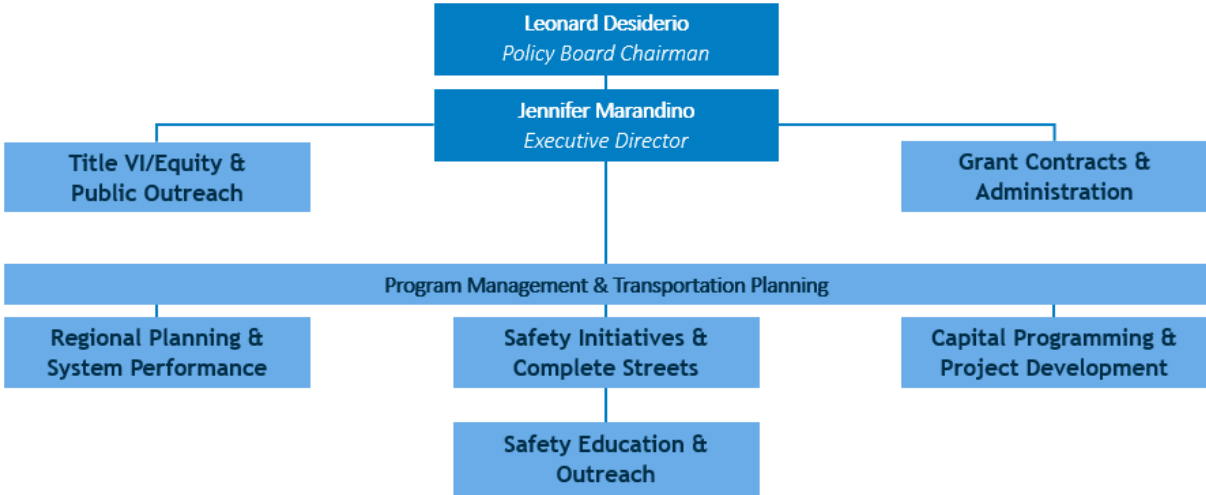 Leonard Desiderio
Policy Board Chairman
Jennifer Marandino
Executive Director
Title VI/Equity &
Public Outreach
Grant Contracts &
Administration
Program Management & Transportation Planning
Regional Planning &
System Performance
Safety Initiatives &
Complete Streets
Capital Programming &
Project Development
Safety Education &
Outreach